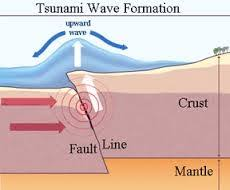 Tsunami Wave Formation
upward
wave
Crust
Fault Line
Mantle